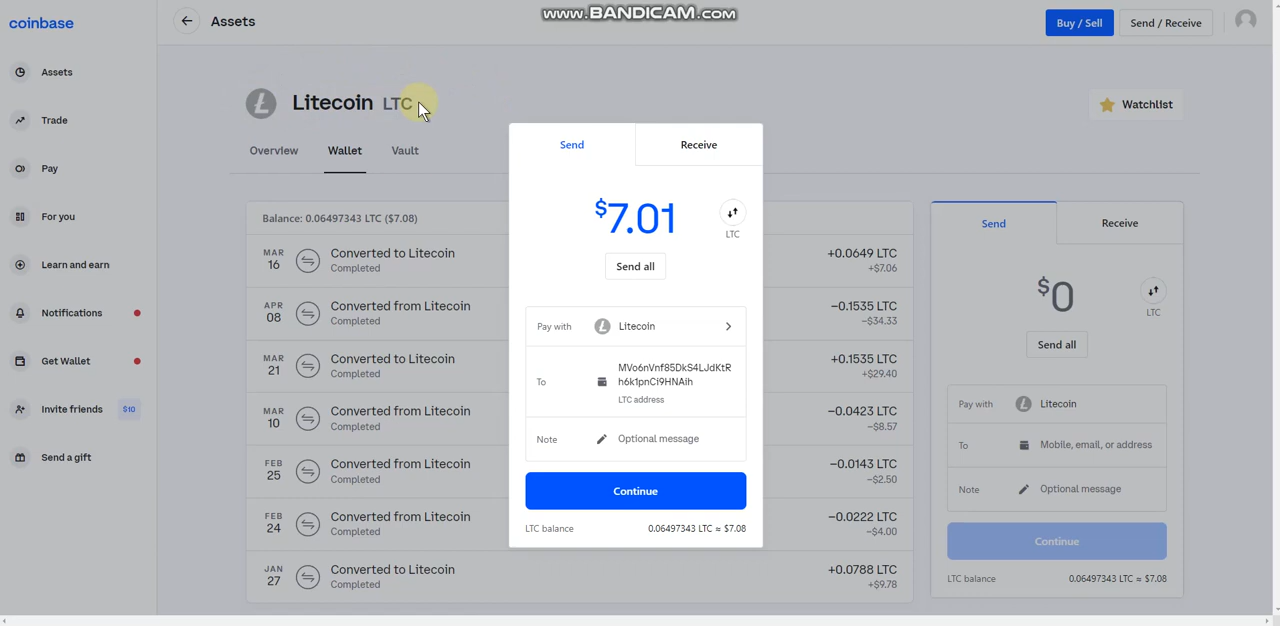 www.BANDICAM.com
coinbase
Assets
Buy / Sell
Send / Receive
Assets
Trade
Pay
For you
Learn and earn
Notifications
Get Wallet
Invite friends $10
Send a gift
Litecoin LTC
Watchlist
Overview Wallet Vault
Balance: 0.06497343 LTC ($7.08)
MAR 16 Converted to Litecoin +0.0649 LTC
Completed +$7.06
APR 08 Converted from Litecoin −0.1535 LTC
Completed −$34.33
MAR 21 Converted to Litecoin +0.1535 LTC
Completed +$29.40
MAR 10 Converted from Litecoin −0.0423 LTC
Completed −$8.57
FEB 25 Converted from Litecoin −0.0143 LTC
Completed −$2.50
FEB 24 Converted from Litecoin −0.0222 LTC
Completed −$4.00
JAN 27 Converted to Litecoin +0.0788 LTC
Completed +$9.78
Send Receive
$7.01
LTC
Send all
Pay with Litecoin
To
MVo6nVnf85DkS4LJdKtR
h6k1pnCi9HNAih
LTC address
Note Optional message
Continue
LTC balance 0.06497343 LTC ≈ $7.08
Send Receive
$0
LTC
Send all
Pay with Litecoin
To Mobile, email, or address
Note Optional message
Continue
LTC balance 0.06497343 LTC ≈ $7.08